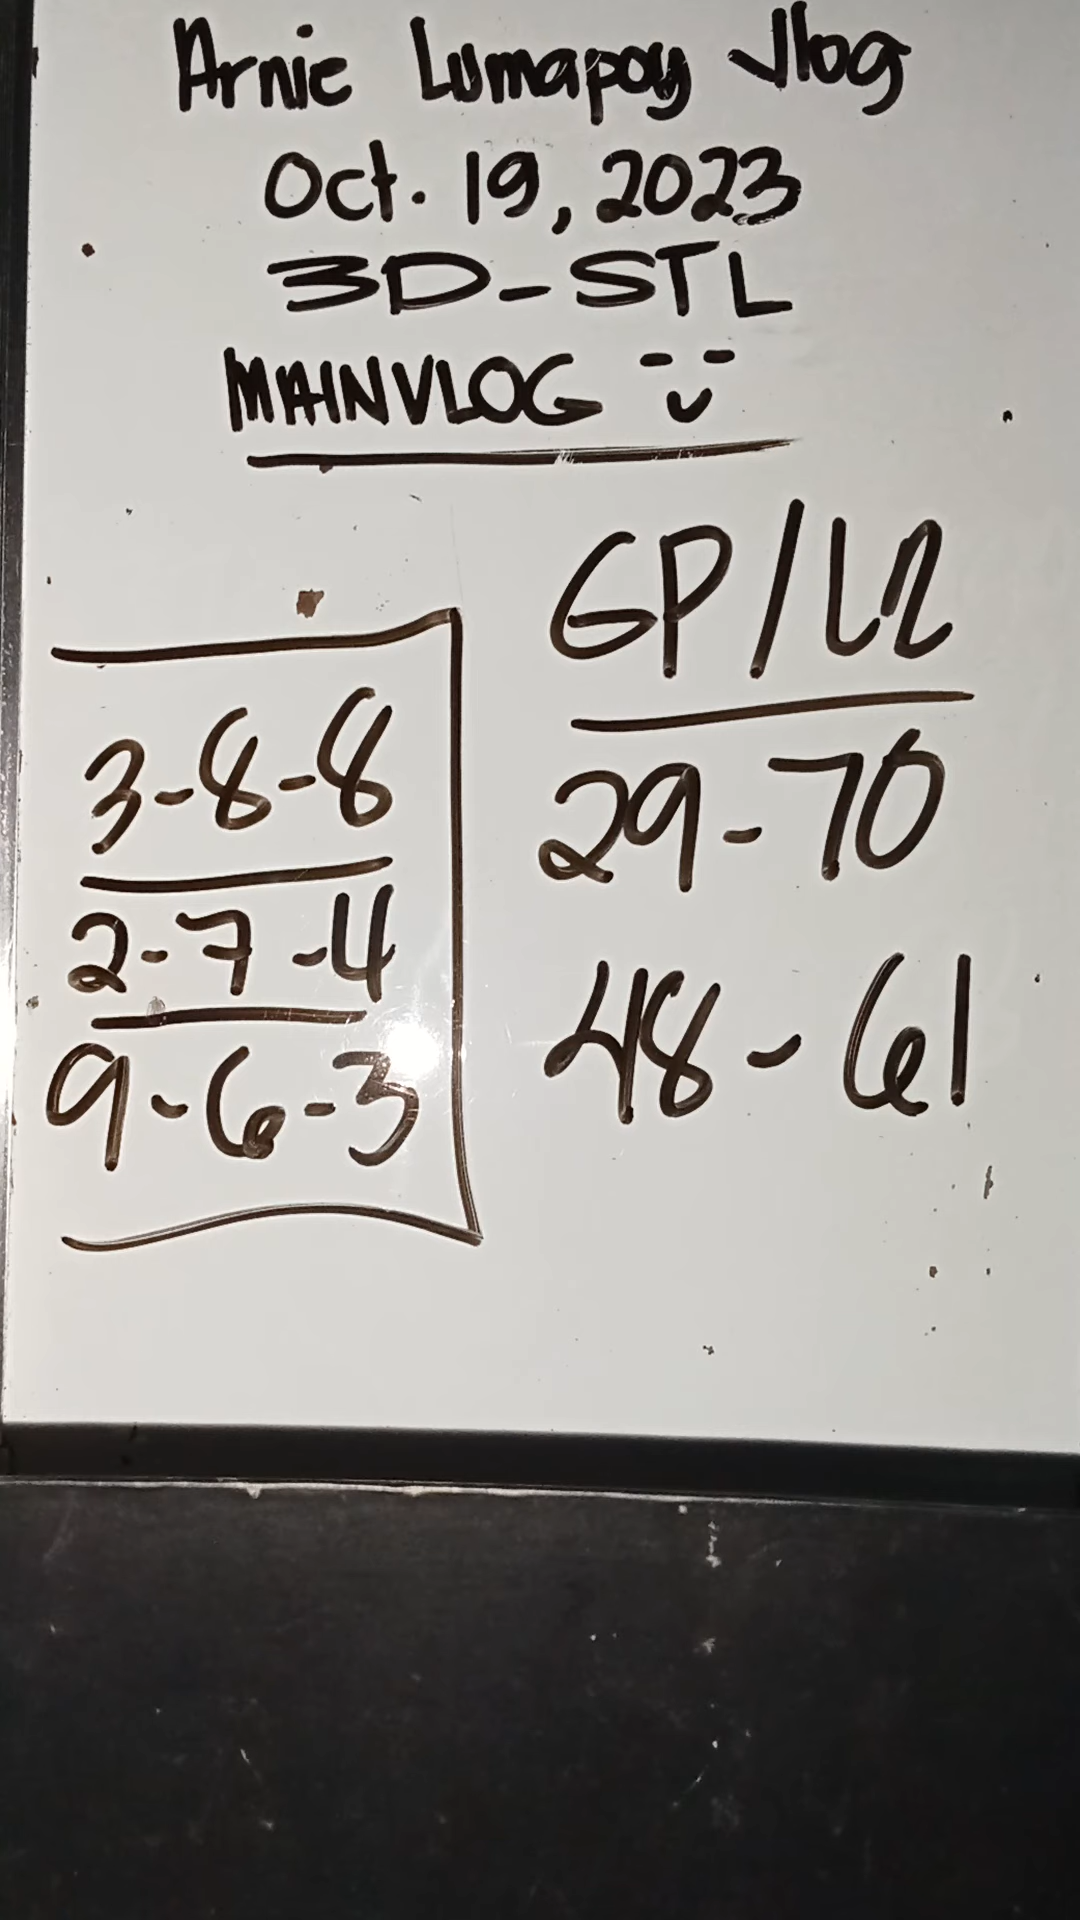 Arnie Lumapoy Vlog
Oct. 19, 2023
3D-STL
MAINVLOG
3-8-8
2-7-4
9-6-3
GP/L2
29-70
48-61